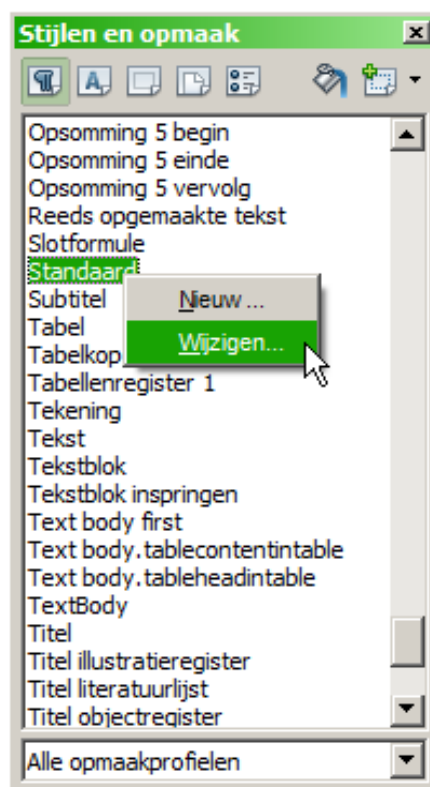 Stijlen en opmaak
Opsomming 5 begin
Opsomming 5 einde
Opsomming 5 vervolg
Reeds opgemaakte tekst
Slotformule
Standaard
Subtitel
Nieuw ...
Tabel
Wijzigen...
Tabelkop
Tabellenregister 1
Tekening
Tekst
Tekstblok
Tekstblok inspringen
Text body first
Text body.tablecontentintable
Text body.tableheadintable
TextBody
Titel
Titel illustratieregister
Titel literatuurlijst
Titel objectregister
Alle opmaakprofielen